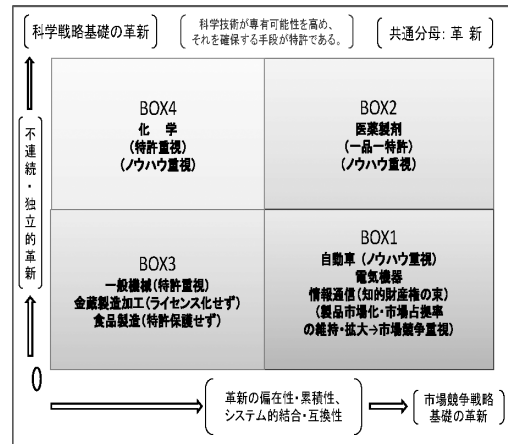 科学戦略基礎の革新
科学技術が専有可能性を高め、
それを確保する手段が特許である。
共通分母：革 新
BOX4
化 学
(特許重視)
(ノウハウ重視)
BOX2
医薬製剤
(一品一特許)
(ノウハウ重視)
不連続・独立的革新
BOX3
一般機械(特許重視)
金蔵製造加工(ライセンス化せず)
食品製造(特許保護せず)
BOX1
自動車(ノウハウ重視)
電気機器
情報通信(知的財産権の束)
(製品市場化・市場占拠率
の維持・拡大→市場競争重視)
0
革新の偏在性・累積性、
システム的結合・互換性
市場競争戦略
基礎の革新